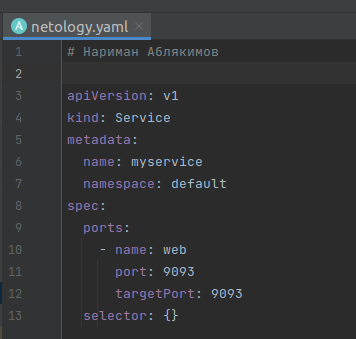 netology.yaml
1 # Нариман Аблякимов
2
3 apiVersion: v1
4 kind: Service
5 metadata:
6   name: myservice
7   namespace: default
8 spec:
9   ports:
10     - name: web
11       port: 9093
12       targetPort: 9093
13   selector: {}